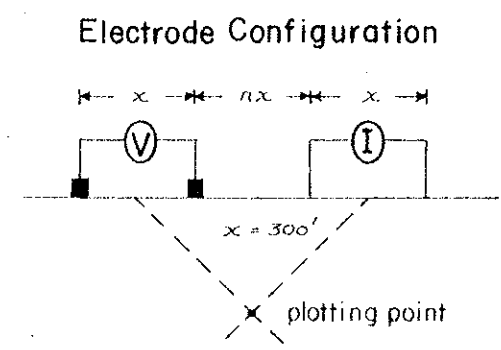 Electrode Configuration
x nx x
V I
x = 300'
plotting point